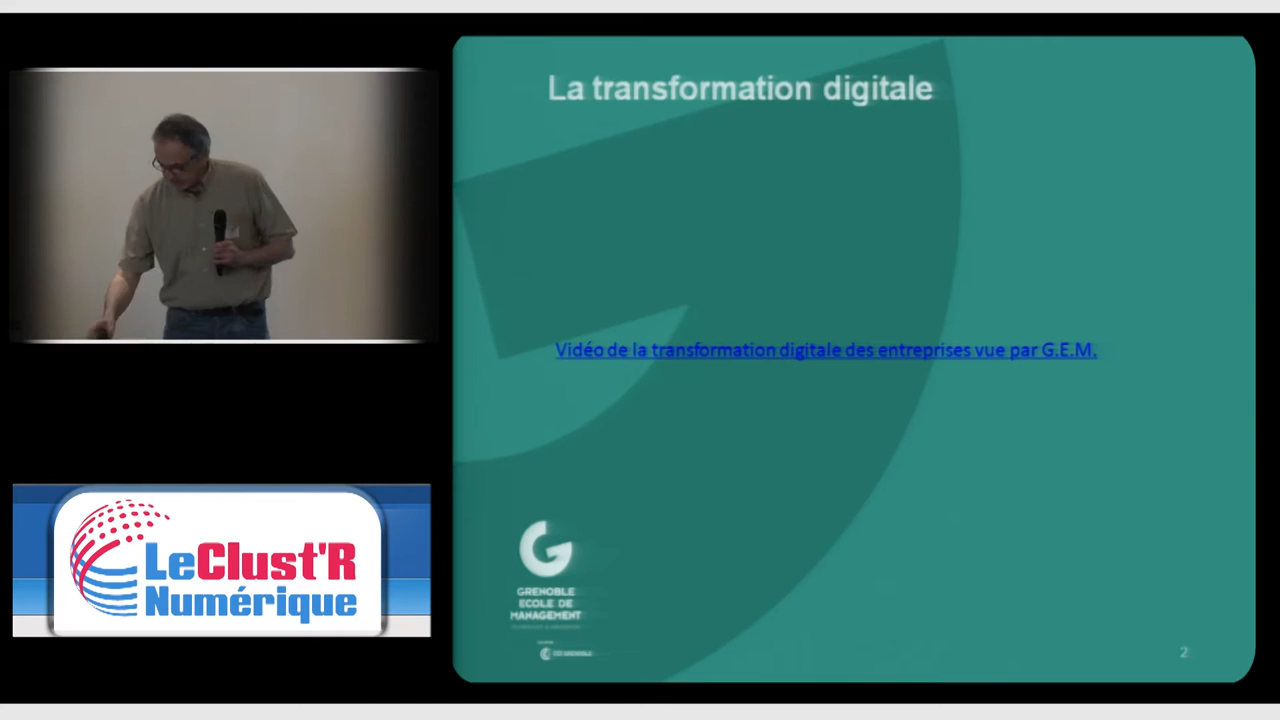 La transformation digitale
Vidéo de la transformation digitale des entreprises vue par G.E.M.
LeClust'R
Numérique
GRENOBLE
ECOLE DE
MANAGEMENT
2